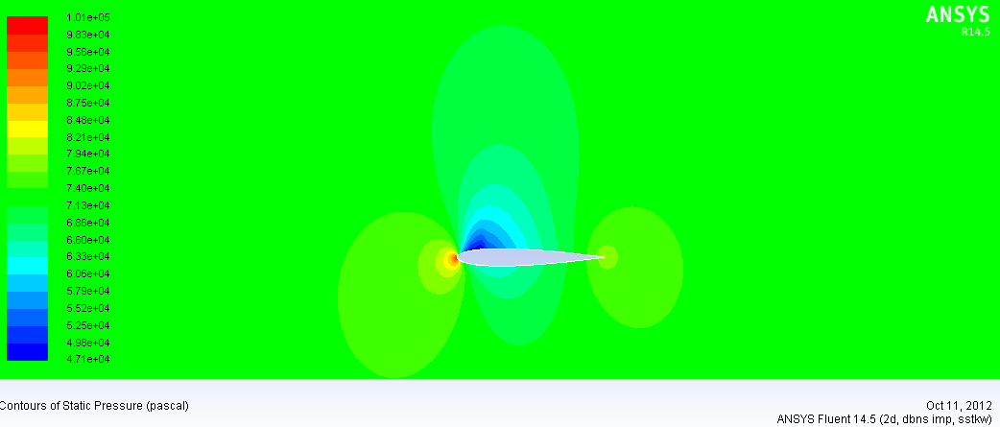 ANSYS
R14.5
1.01e+05
9.83e+04
9.56e+04
9.29e+04
9.02e+04
8.75e+04
8.48e+04
8.21e+04
7.94e+04
7.67e+04
7.40e+04
7.13e+04
6.86e+04
6.60e+04
6.33e+04
6.06e+04
5.79e+04
5.52e+04
5.25e+04
4.98e+04
4.71e+04
Contours of Static Pressure (pascal)
Oct 11, 2012
ANSYS Fluent 14.5 (2d, dbns imp, sstkw)